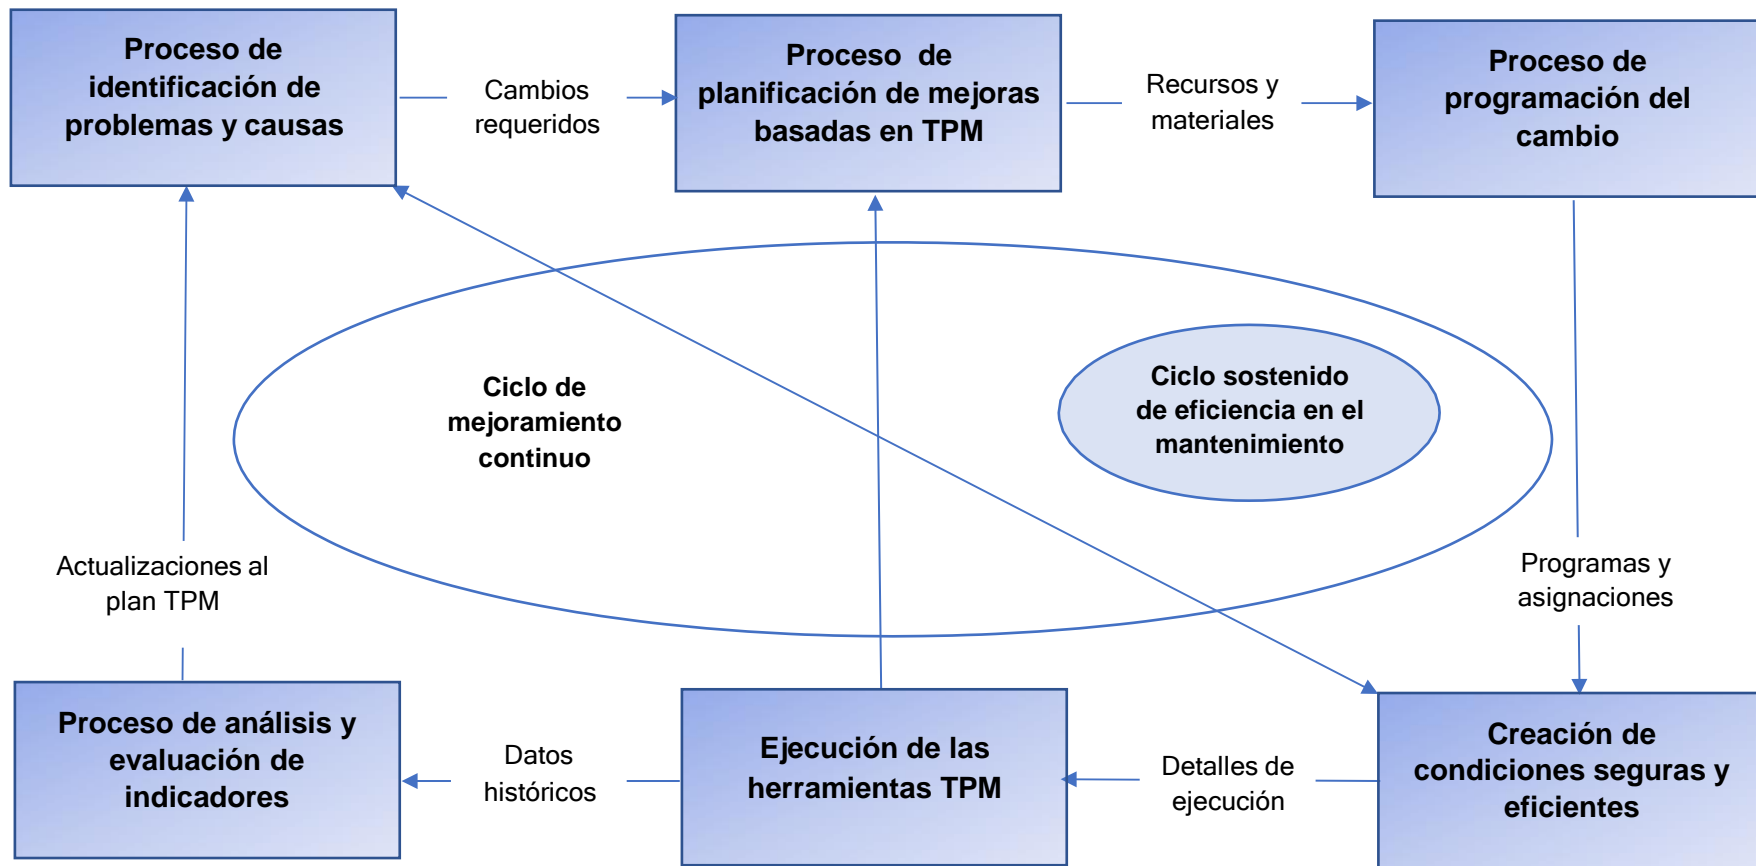 Proceso de
identificación de
problemas y causas
Cambios
requeridos
Proceso de
planificación de mejoras
basadas en TPM
Recursos y
materiales
Proceso de
programación del
cambio
Ciclo de
mejoramiento
continuo
Ciclo sostenido
de eficiencia en el
mantenimiento
Actualizaciones al
plan TPM
Programas y
asignaciones
Proceso de análisis y
evaluación de
indicadores
Datos
históricos
Ejecución de las
herramientas TPM
Detalles de
ejecución
Creación de
condiciones seguras y
eficientes